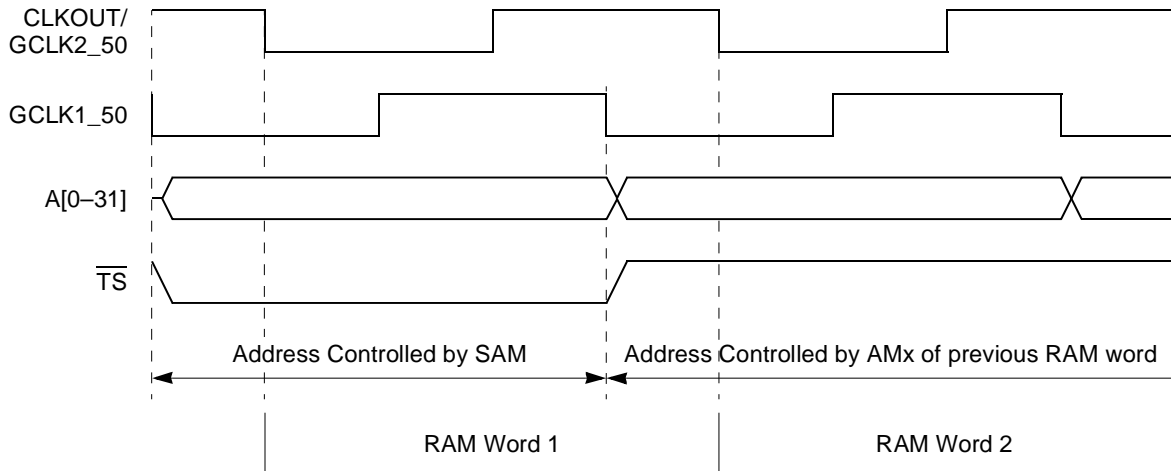 CLKOUT/
GCLK2_50
GCLK1_50
A[0–31]
TS
Address Controlled by SAM
Address Controlled by AMx of previous RAM word
RAM Word 1
RAM Word 2